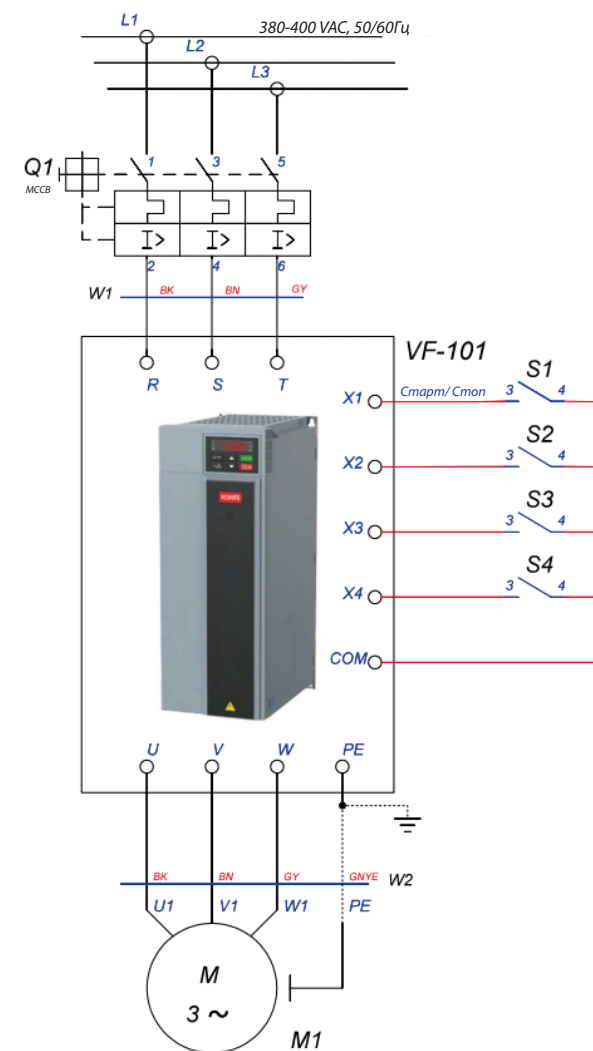 L1
380-400 VAC, 50/60Гц
L2
L3
Q1
МССВ
1 3 5
I> I> I>
2 4 6
W1 BK BN GY
VF-101
R S T
X1 Старт/ Стоп 3 S1 4
X2 3 S2 4
X3 3 S3 4
X4 3 S4 4
COM
U V W PE
BK BN GY GNYE W2
U1 V1 W1 PE
M
3 ~
M1